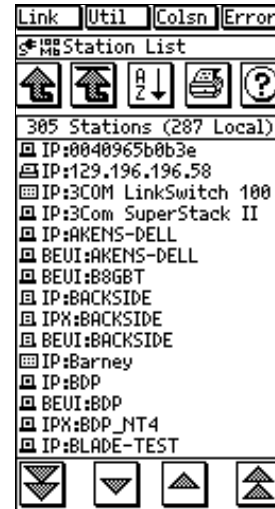 Link Util Colsn Error
100 MB Station List
A Z ?
305 Stations (287 Local)
IP:0040965b0b3e
IP:129.196.196.58
IP:3COM LinkSwitch 100
IP:3Com SuperStack II
IP:AKENS-DELL
BEUI:AKENS-DELL
BEUI:B8GBT
IP:BACKSIDE
IPX:BACKSIDE
BEUI:BACKSIDE
IP:Barney
IP:BDP
BEUI:BDP
IPX:BDP_NT4
IP:BLADE-TEST